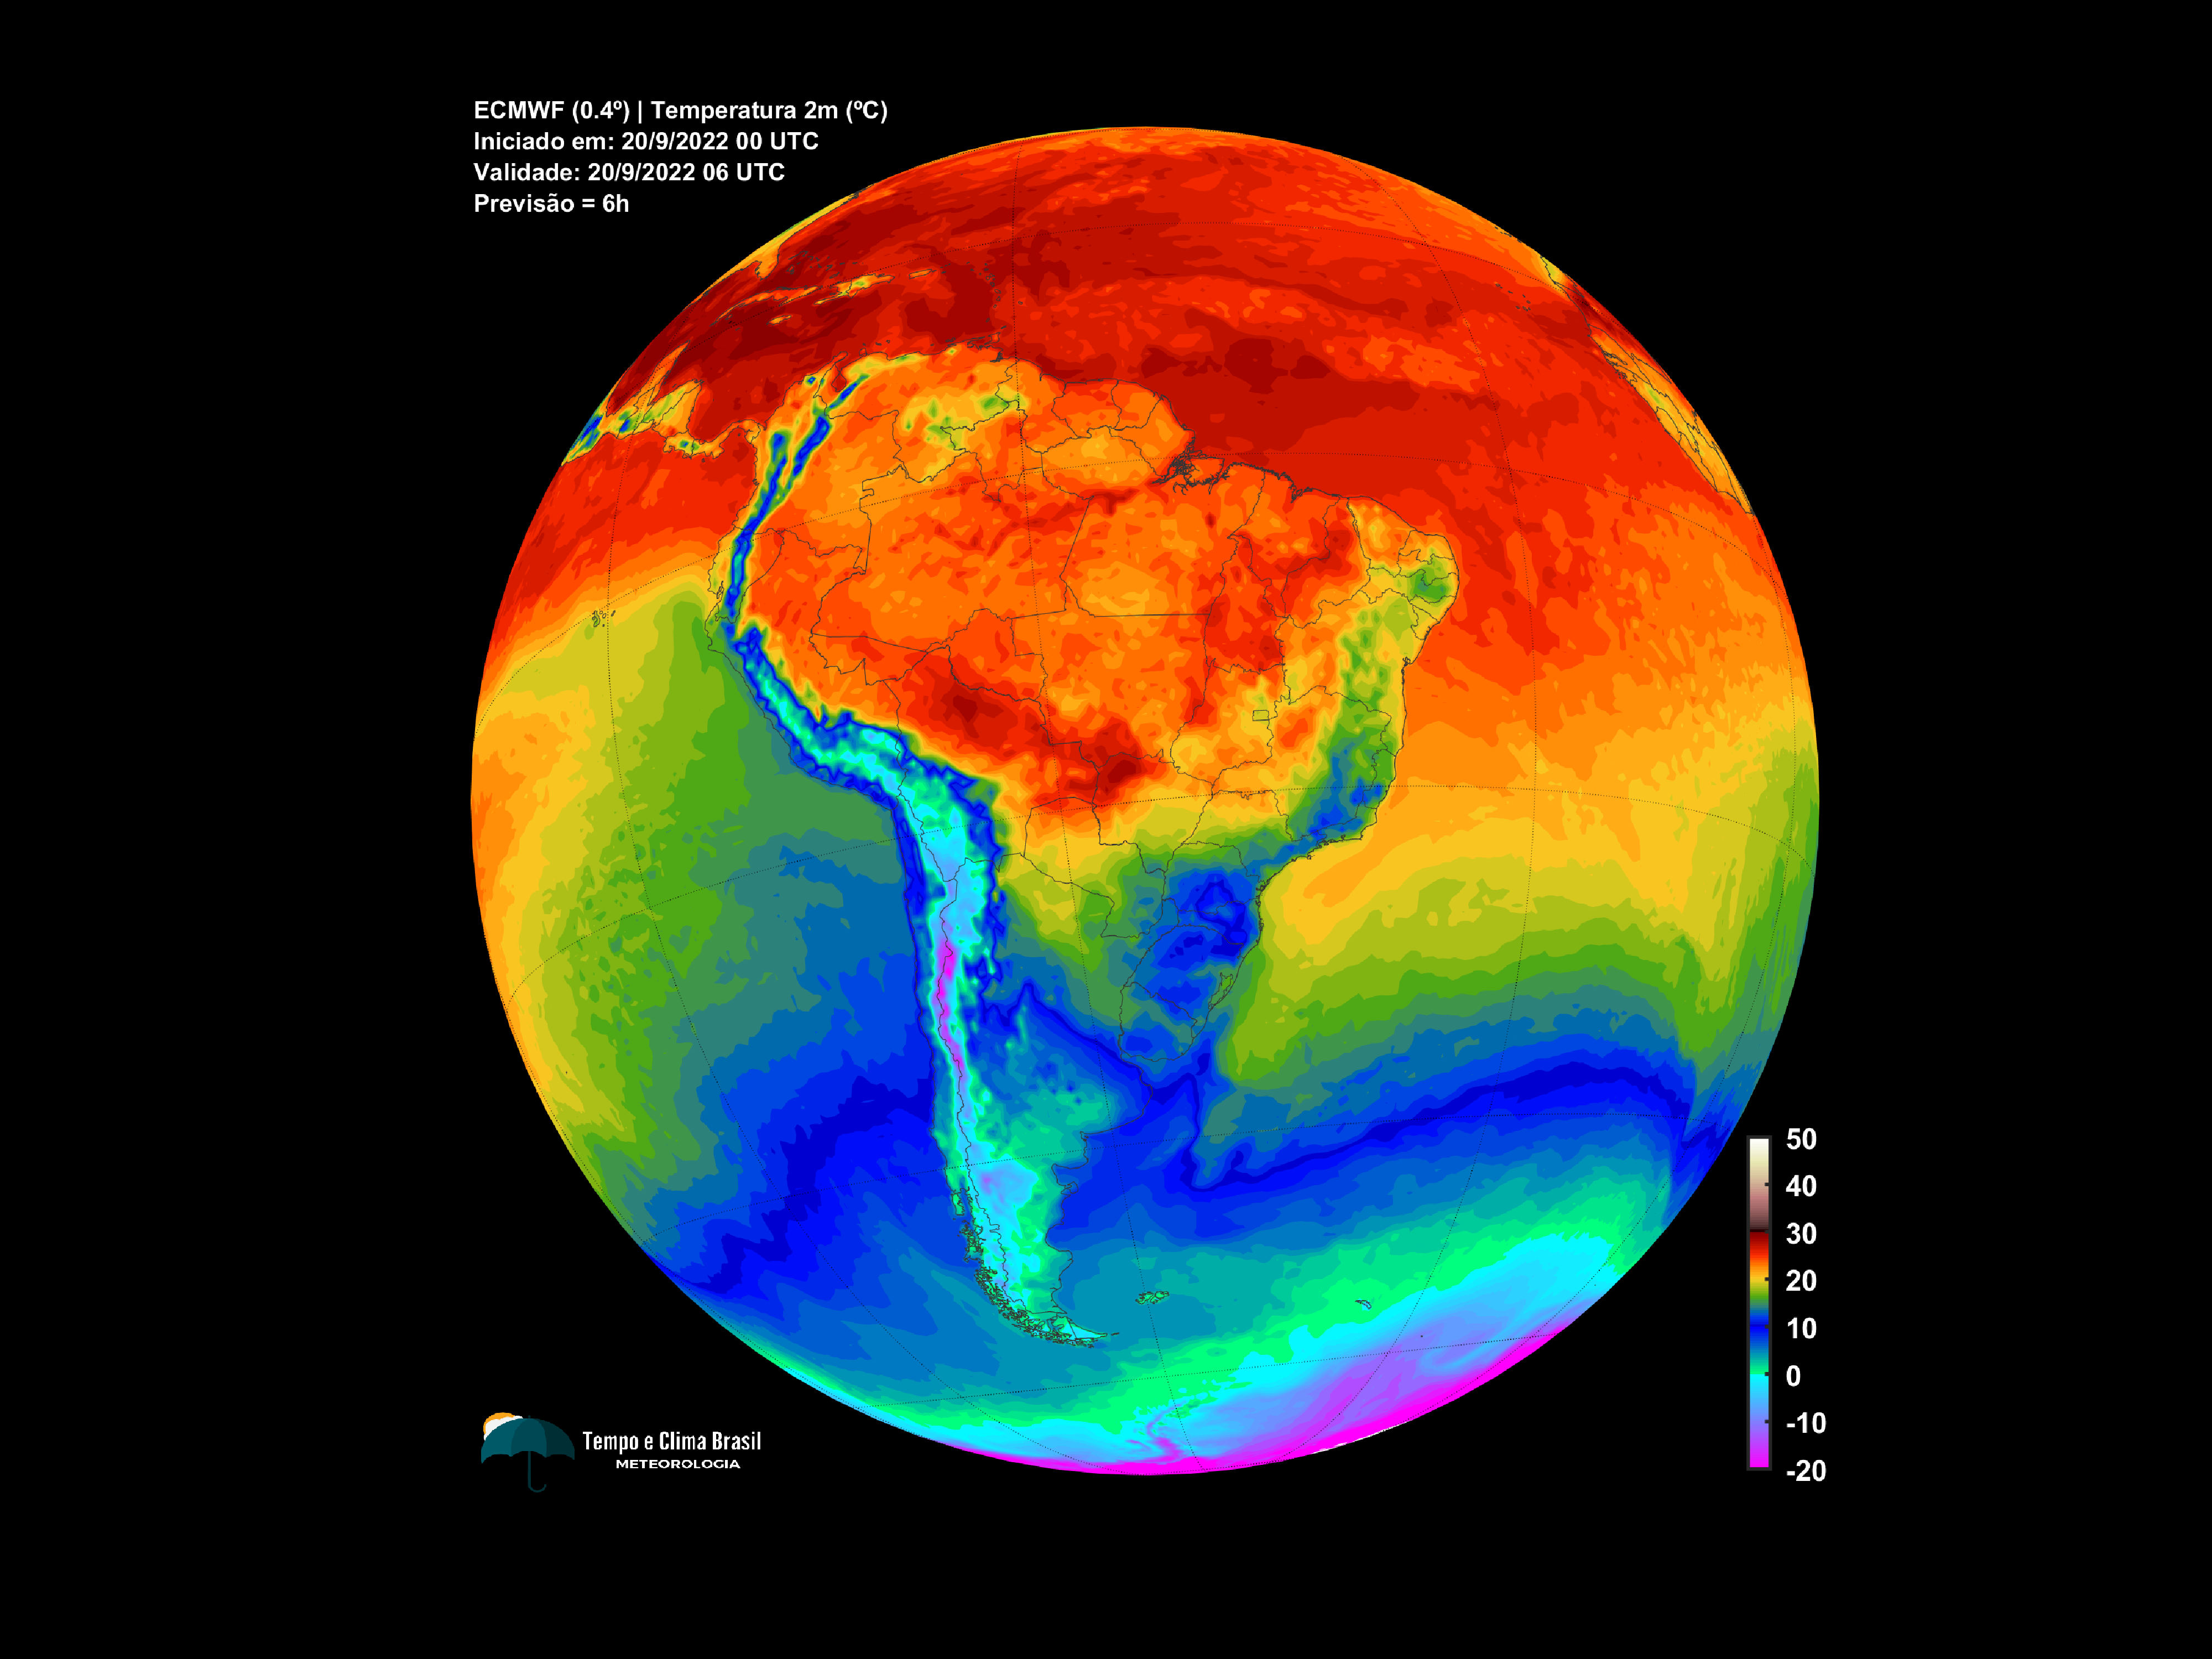 ECMWF (0.4º) | Temperatura 2m (ºC)
Iniciado em: 20/9/2022 00 UTC
Validade: 20/9/2022 06 UTC
Previsão = 6h
50
40
30
20
10
0
-10
-20
Tempo e Clima Brasil
METEOROLOGIA